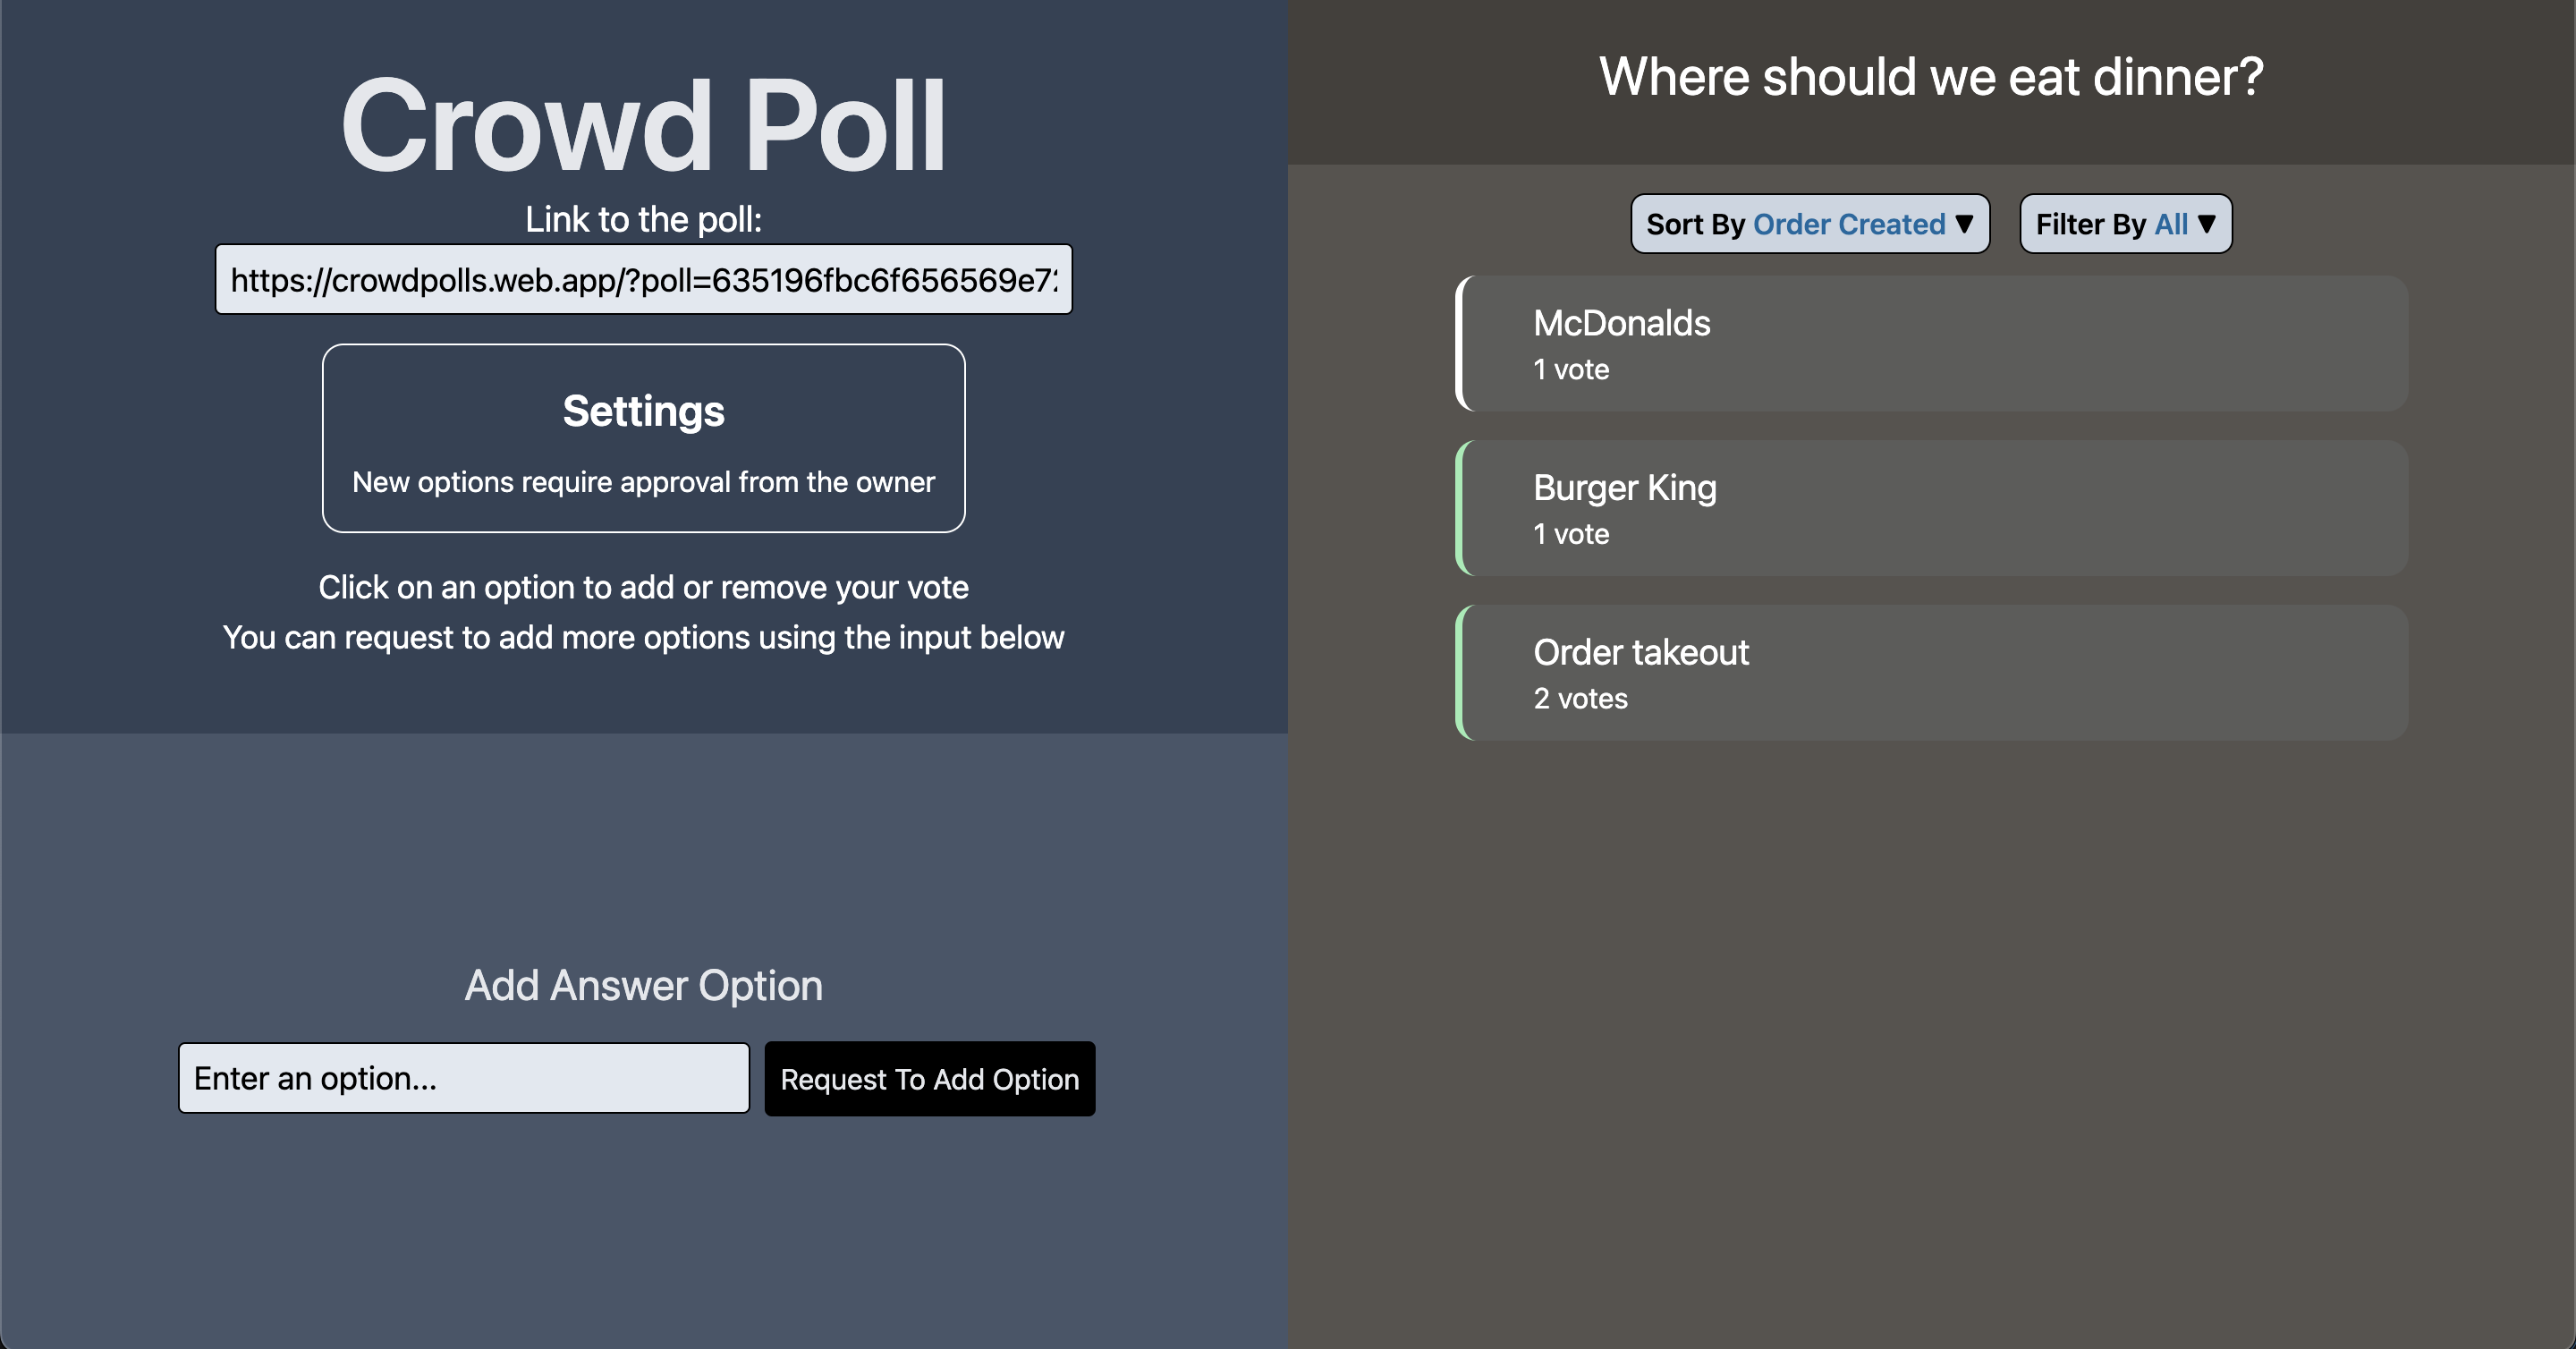 Crowd Poll
Link to the poll:
https://crowdpolls.web.app/?poll=635196fbc6f656569e7
Settings
New options require approval from the owner
Click on an option to add or remove your vote
You can request to add more options using the input below
Add Answer Option
Enter an option...
Request To Add Option
Where should we eat dinner?
Sort By Order Created ▼
Filter By All ▼
McDonalds
1 vote
Burger King
1 vote
Order takeout
2 votes